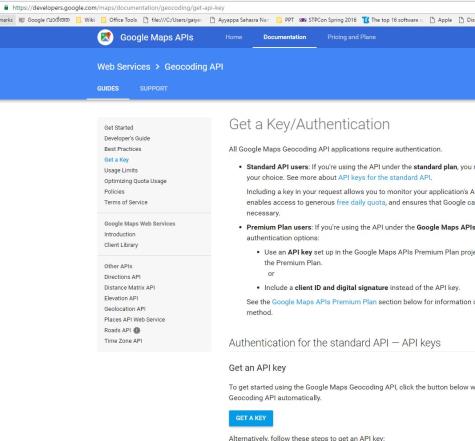 https://developers.google.com/maps/documentation/geocoding/get-api-key
marks Google Wiki Office Tools file:///C:/Users/ Ayyappa Sahasra Nam PPT STPCon Spring 2016 The top 16 software Apple
Google Maps APIs Home Documentation Pricing and Plans
Web Services > Geocoding API
GUIDES SUPPORT
Get Started
Developer's Guide
Best Practices
Get a Key
Usage Limits
Optimizing Quota Usage
Policies
Terms of Service
Google Maps Web Services
Introduction
Client Library
Other APIs
Directions API
Distance Matrix API
Elevation API
Geolocation API
Places API Web Service
Roads API
Time Zone API
Get a Key/Authentication
All Google Maps Geocoding API applications require authentication.
• Standard API users: If you're using the API under the standard plan, you
your choice. See more about API keys for the standard API.
Including a key in your request allows you to monitor your application's A
enables access to generous free daily quota, and ensures that Google ca
necessary.
• Premium Plan users: If you're using the API under the Google Maps APIs
authentication options:
• Use an API key set up in the Google Maps APIs Premium Plan proje
the Premium Plan.
or
• Include a client ID and digital signature instead of the API key.
See the Google Maps APIs Premium Plan section below for information
method.
Authentication for the standard API — API keys
Get an API key
To get started using the Google Maps Geocoding API, click the button below w
Geocoding API automatically.
GET A KEY
Alternatively, follow these steps to get an API key: